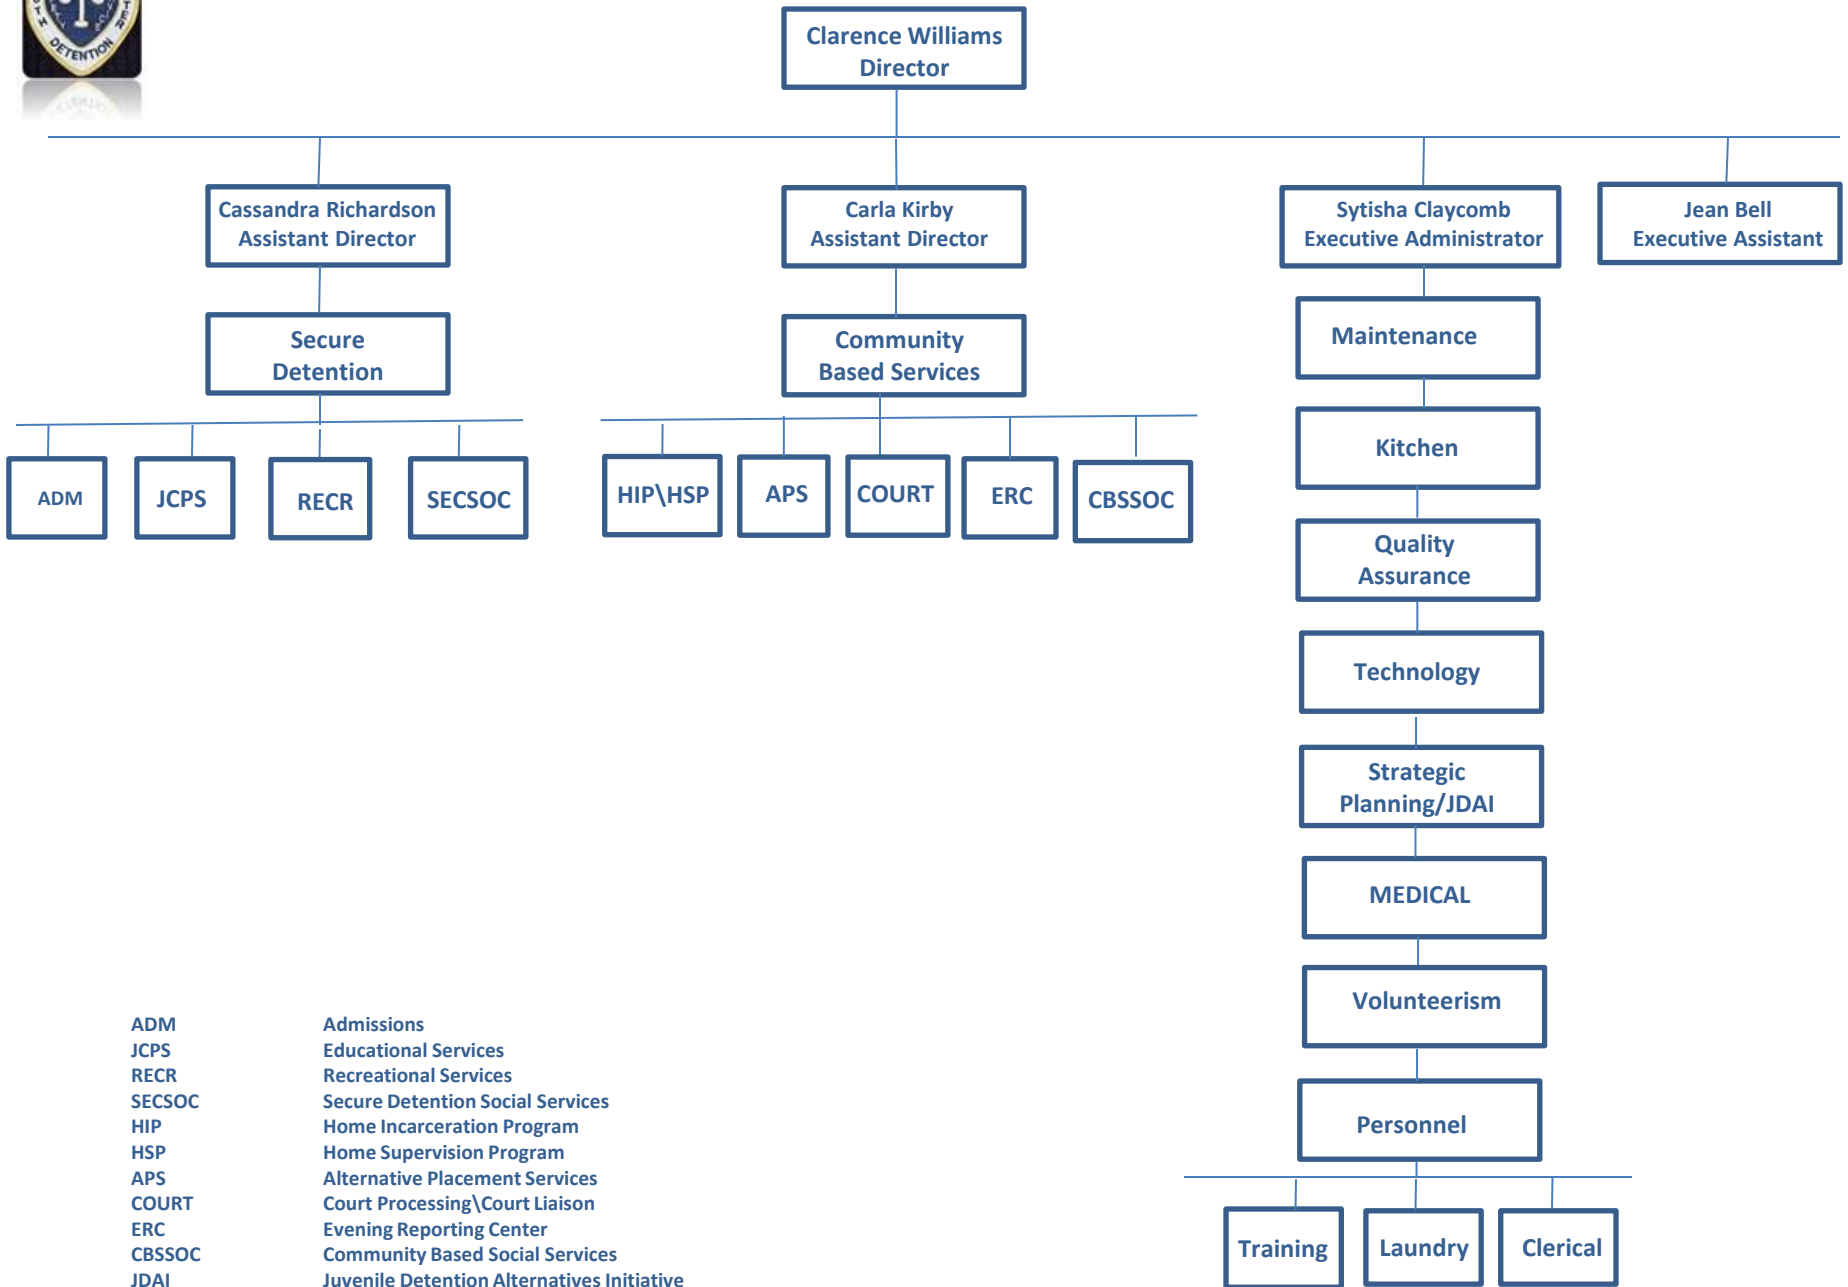 DETENTION
Clarence Williams
Director
Cassandra Richardson
Assistant Director
Carla Kirby
Assistant Director
Sytisha Claycomb
Executive Administrator
Jean Bell
Executive Assistant
Secure
Detention
Community
Based Services
Maintenance
Kitchen
Quality
Assurance
Technology
Strategic
Planning/JDAI
MEDICAL
Volunteerism
Personnel
Training
Laundry
Clerical
ADM
JCPS
RECR
SECSOC
HIP\HSP
APS
COURT
ERC
CBSSOC
ADM Admissions
JCPS Educational Services
RECR Recreational Services
SECSOC Secure Detention Social Services
HIP Home Incarceration Program
HSP Home Supervision Program
APS Alternative Placement Services
COURT Court Processing\Court Liaison
ERC Evening Reporting Center
CBSSOC Community Based Social Services
JDAI Juvenile Detention Alternatives Initiative